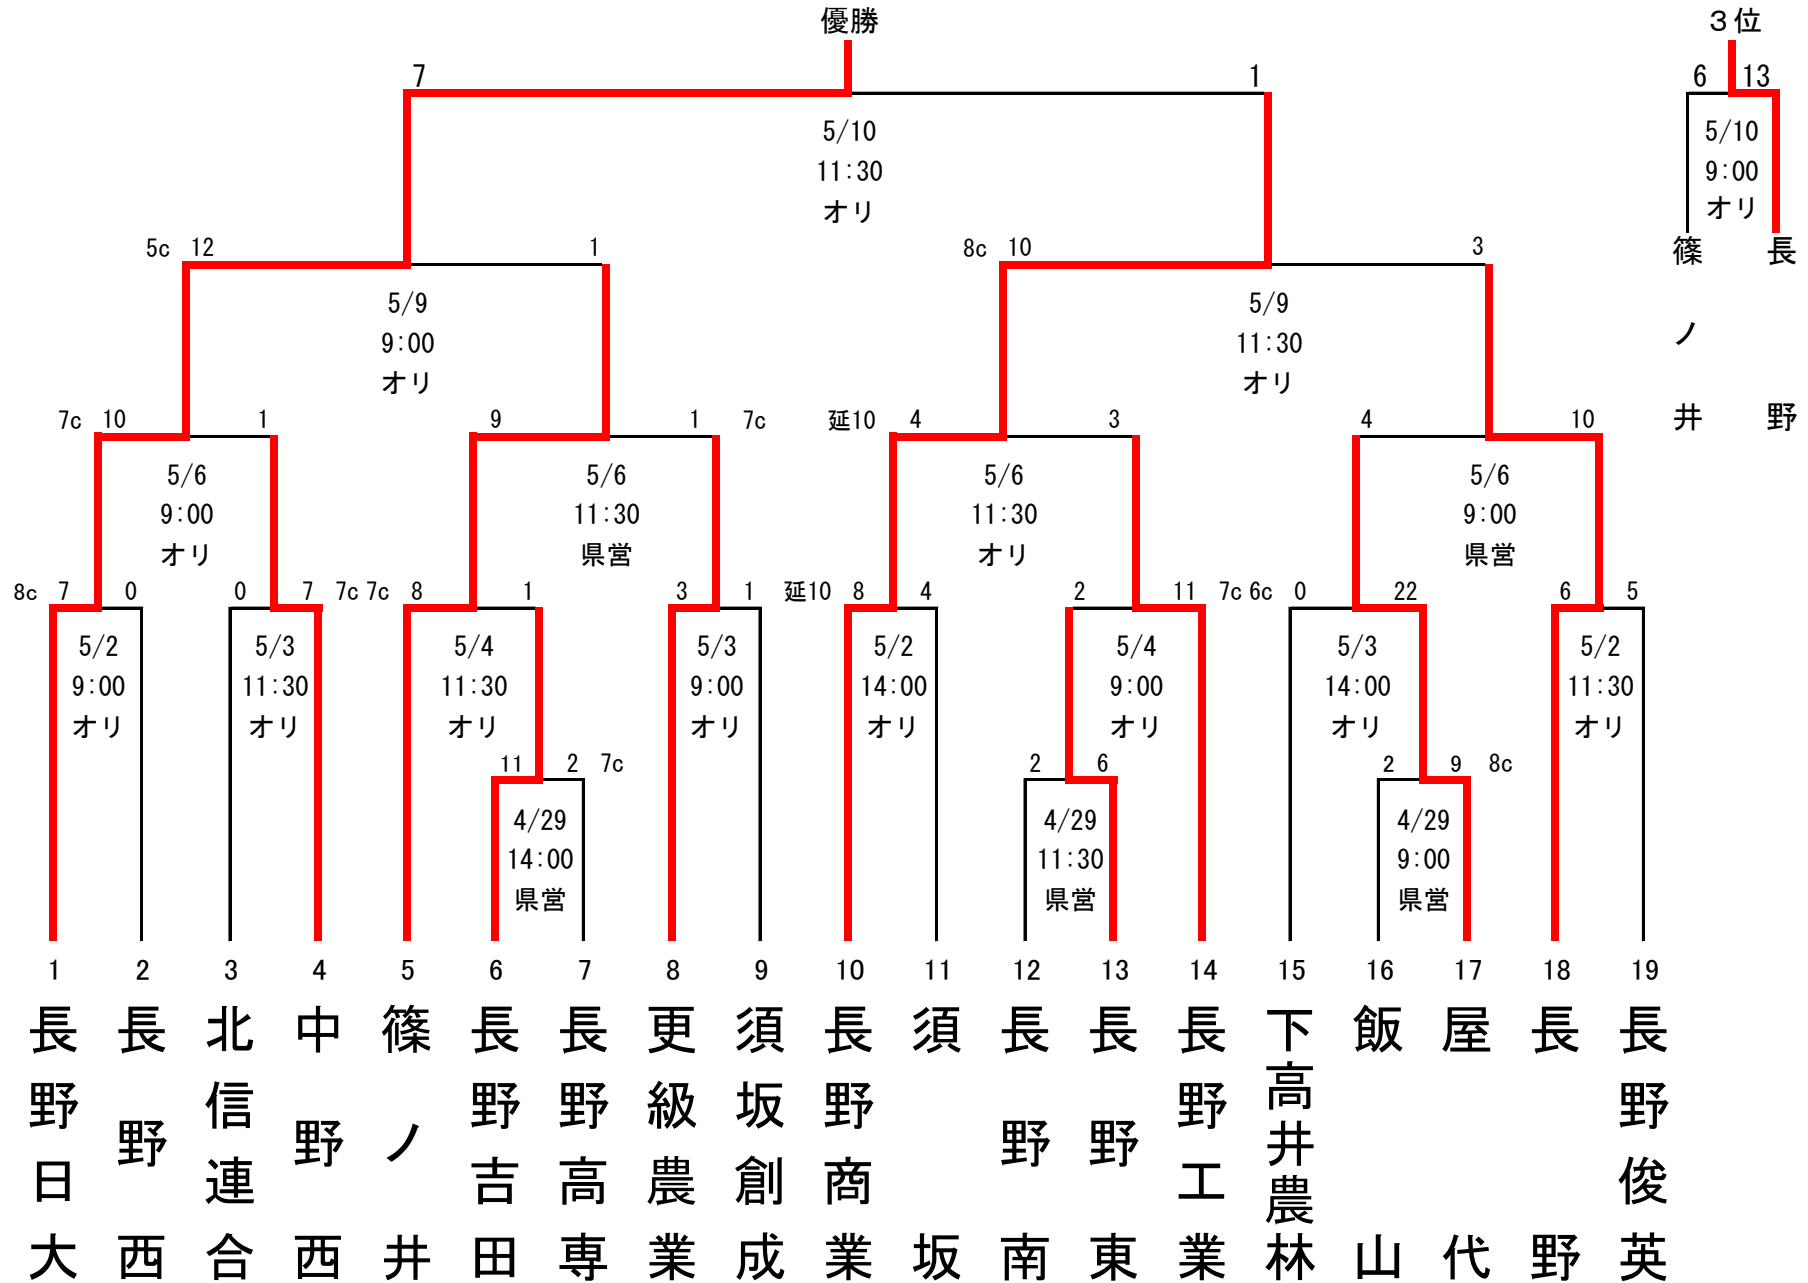 優勝
３位
7
1
6
13
5/10
11:30
オリ
5/10
9:00
オリ
篠ノ井
長野
5c
12
1
8c
10
3
5/9
9:00
オリ
5/9
11:30
オリ
7c
10
1
9
1
7c
延10
4
3
4
10
5/6
9:00
オリ
5/6
11:30
県営
5/6
11:30
オリ
5/6
9:00
県営
8c
7
0
0
7
7c
7c
8
1
3
1
延10
8
4
2
11
7c
6c
0
22
6
5
5/2
9:00
オリ
5/3
11:30
オリ
5/4
11:30
オリ
5/3
9:00
オリ
5/2
14:00
オリ
5/4
9:00
オリ
5/3
14:00
オリ
5/2
11:30
オリ
11
2
7c
2
6
2
9
8c
4/29
14:00
県営
4/29
11:30
県営
4/29
9:00
県営
1
長野日大
2
長野西
3
北信連合
4
中野西
5
篠ノ井
6
長野吉田
7
長野高専
8
更級農業
9
須坂創成
10
長野商業
11
須坂
12
長野南
13
長野東
14
長野工業
15
下高井農林
16
飯山
17
屋代
18
長野
19
長野俊英